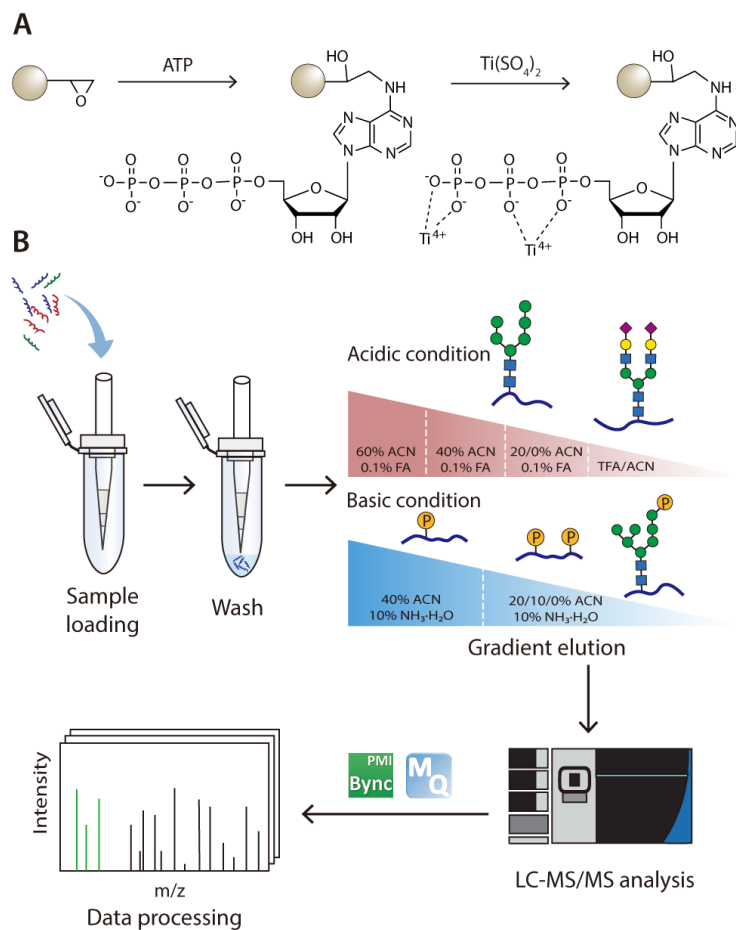 A
ATP
Ti(SO4)2
O
HO
NH
N
N
N
N
O
O
O
-O P O P O P O
O- O- O-
O
OH OH
HO
NH
N
N
N
N
O
O
O
-O P O P O P O
O- O- O-
O
OH OH
Ti4+
Ti4+
B
Acidic condition
60% ACN
0.1% FA
40% ACN
0.1% FA
20/0% ACN
0.1% FA
TFA/ACN
Basic condition
P
P
P
P
40% ACN
10% NH3·H2O
20/10/0% ACN
10% NH3·H2O
Sample
loading
Wash
Gradient elution
PMI
Bync
M
Q
Intensity
m/z
Data processing
LC-MS/MS analysis